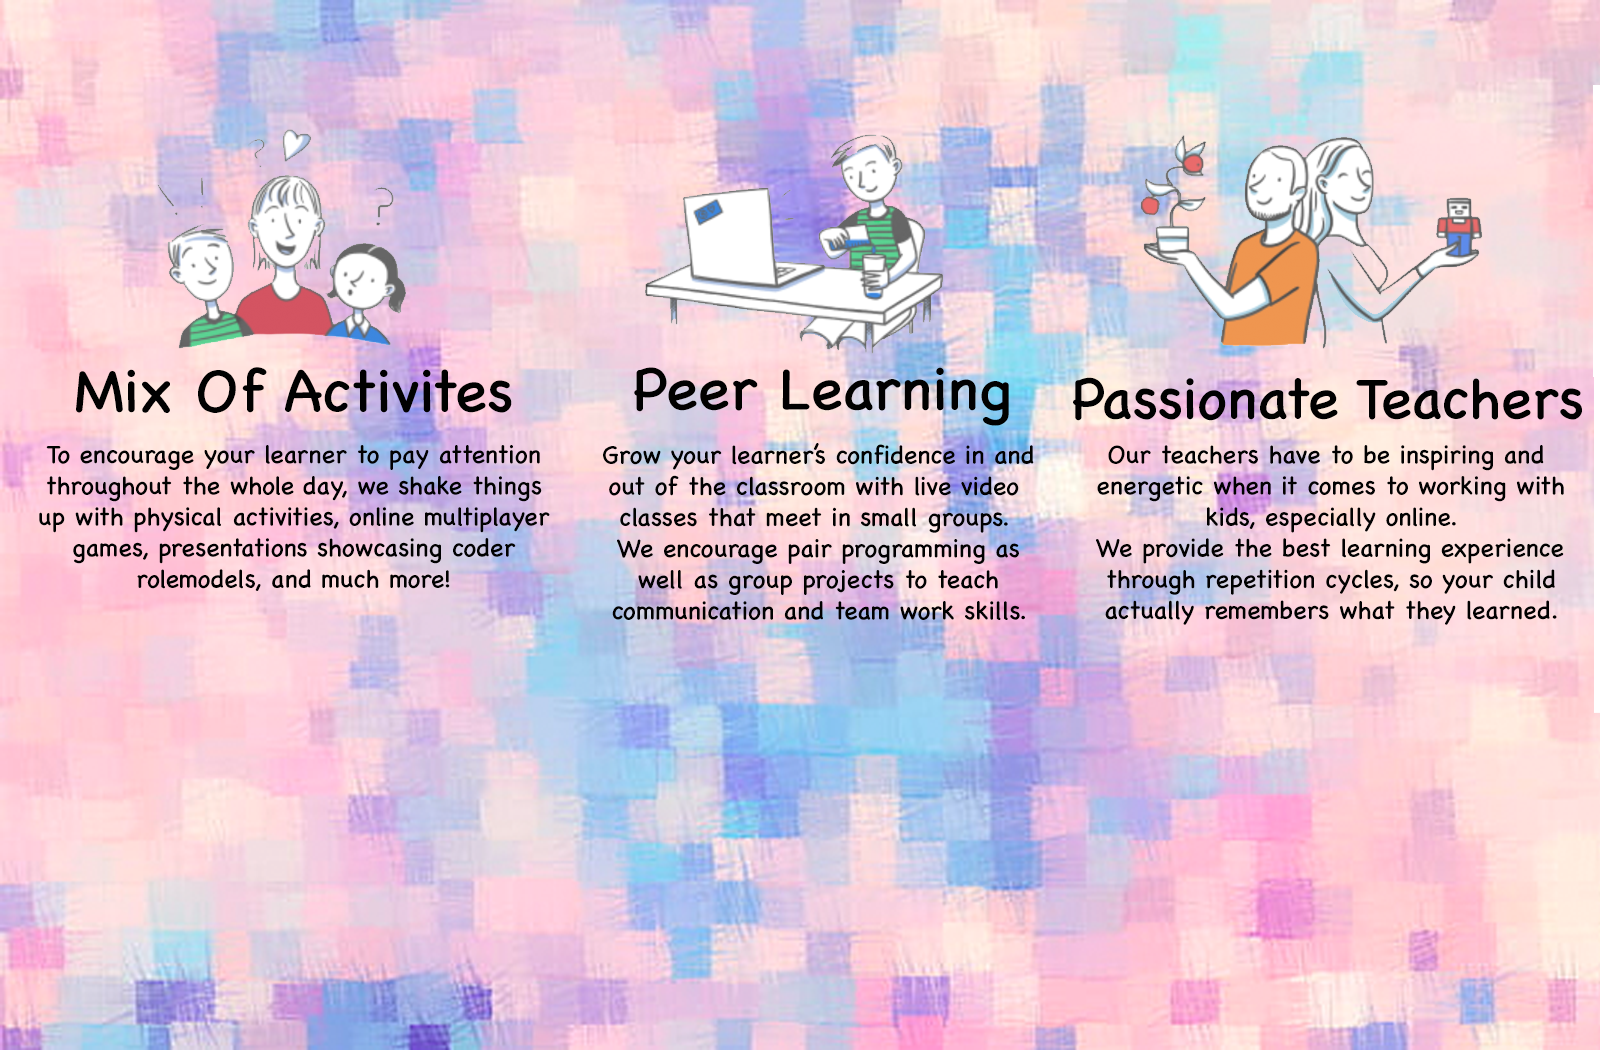 Mix Of Activites
To encourage your learner to pay attention
throughout the whole day, we shake things
up with physical activities, online multiplayer
games, presentations showcasing coder
rolemodels, and much more!
Peer Learning
Grow your learner's confidence in and
out of the classroom with live video
classes that meet in small groups.
We encourage pair programming as
well as group projects to teach
communication and team work skills.
Passionate Teachers
Our teachers have to be inspiring and
energetic when it comes to working with
kids, especially online.
We provide the best learning experience
through repetition cycles, so your child
actually remembers what they learned.